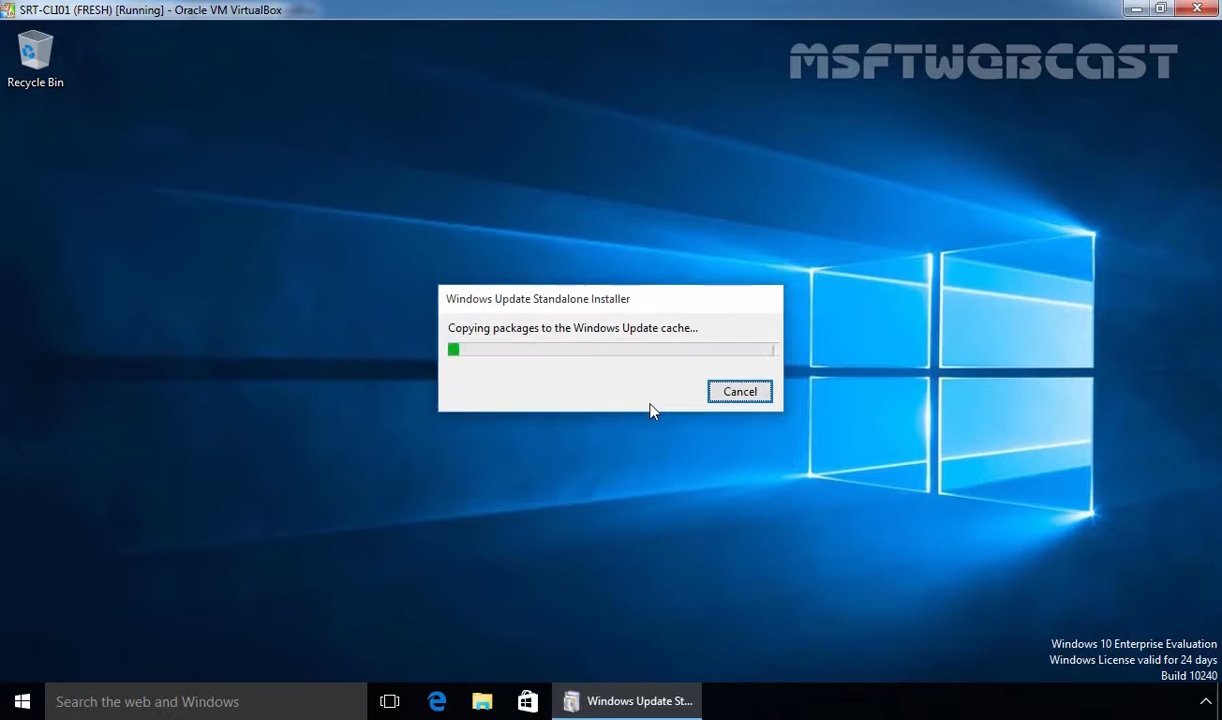 SRT-CLI01 (FRESH) [Running] - Oracle VM VirtualBox
Recycle Bin
MSFTWEBCAST
Windows Update Standalone Installer
Copying packages to the Windows Update cache...
Cancel
Windows 10 Enterprise Evaluation
Windows License valid for 24 days
Build 10240
Search the web and Windows
Windows Update St...